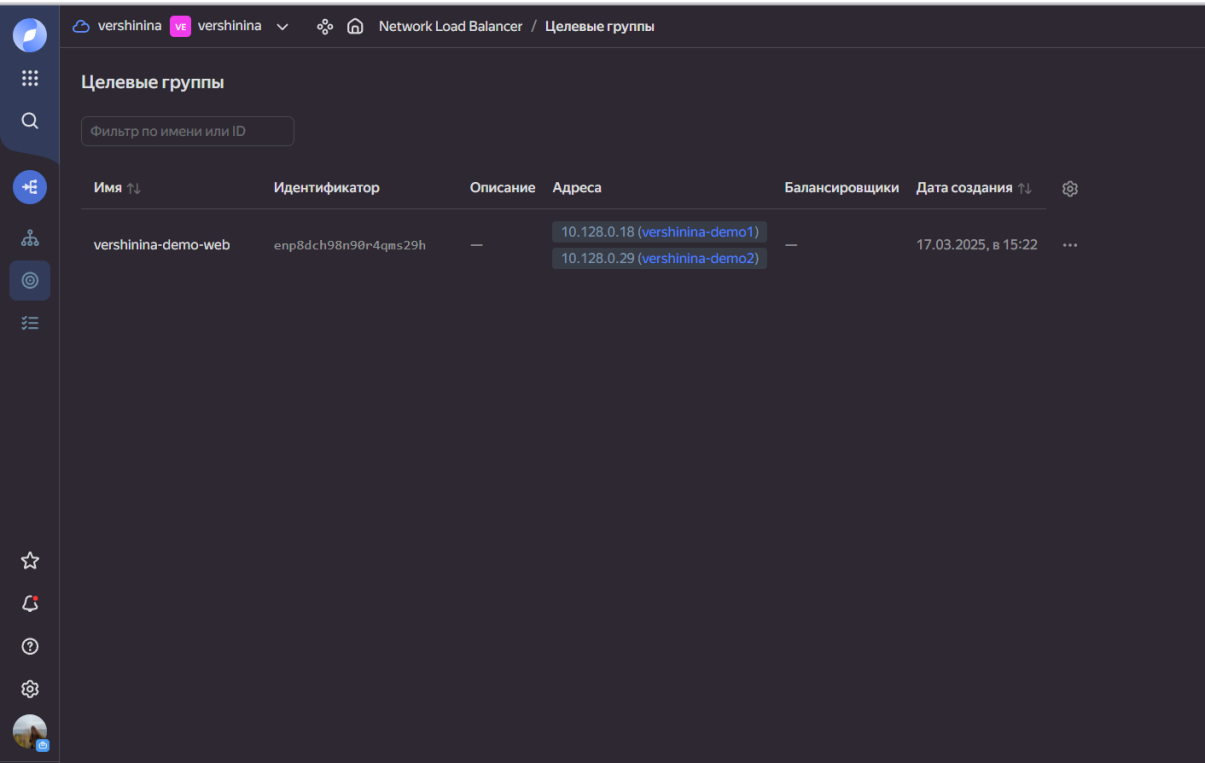 vershinina VE vershinina Network Load Balancer / Целевые группы
Целевые группы
Фильтр по имени или ID
Имя Идентификатор Описание Адреса Балансировщики Дата создания
vershinina-demo-web enp8dch98n90r4qms29h — 10.128.0.18 (vershinina-demo1) — 17.03.2025, в 15:22
10.128.0.29 (vershinina-demo2)